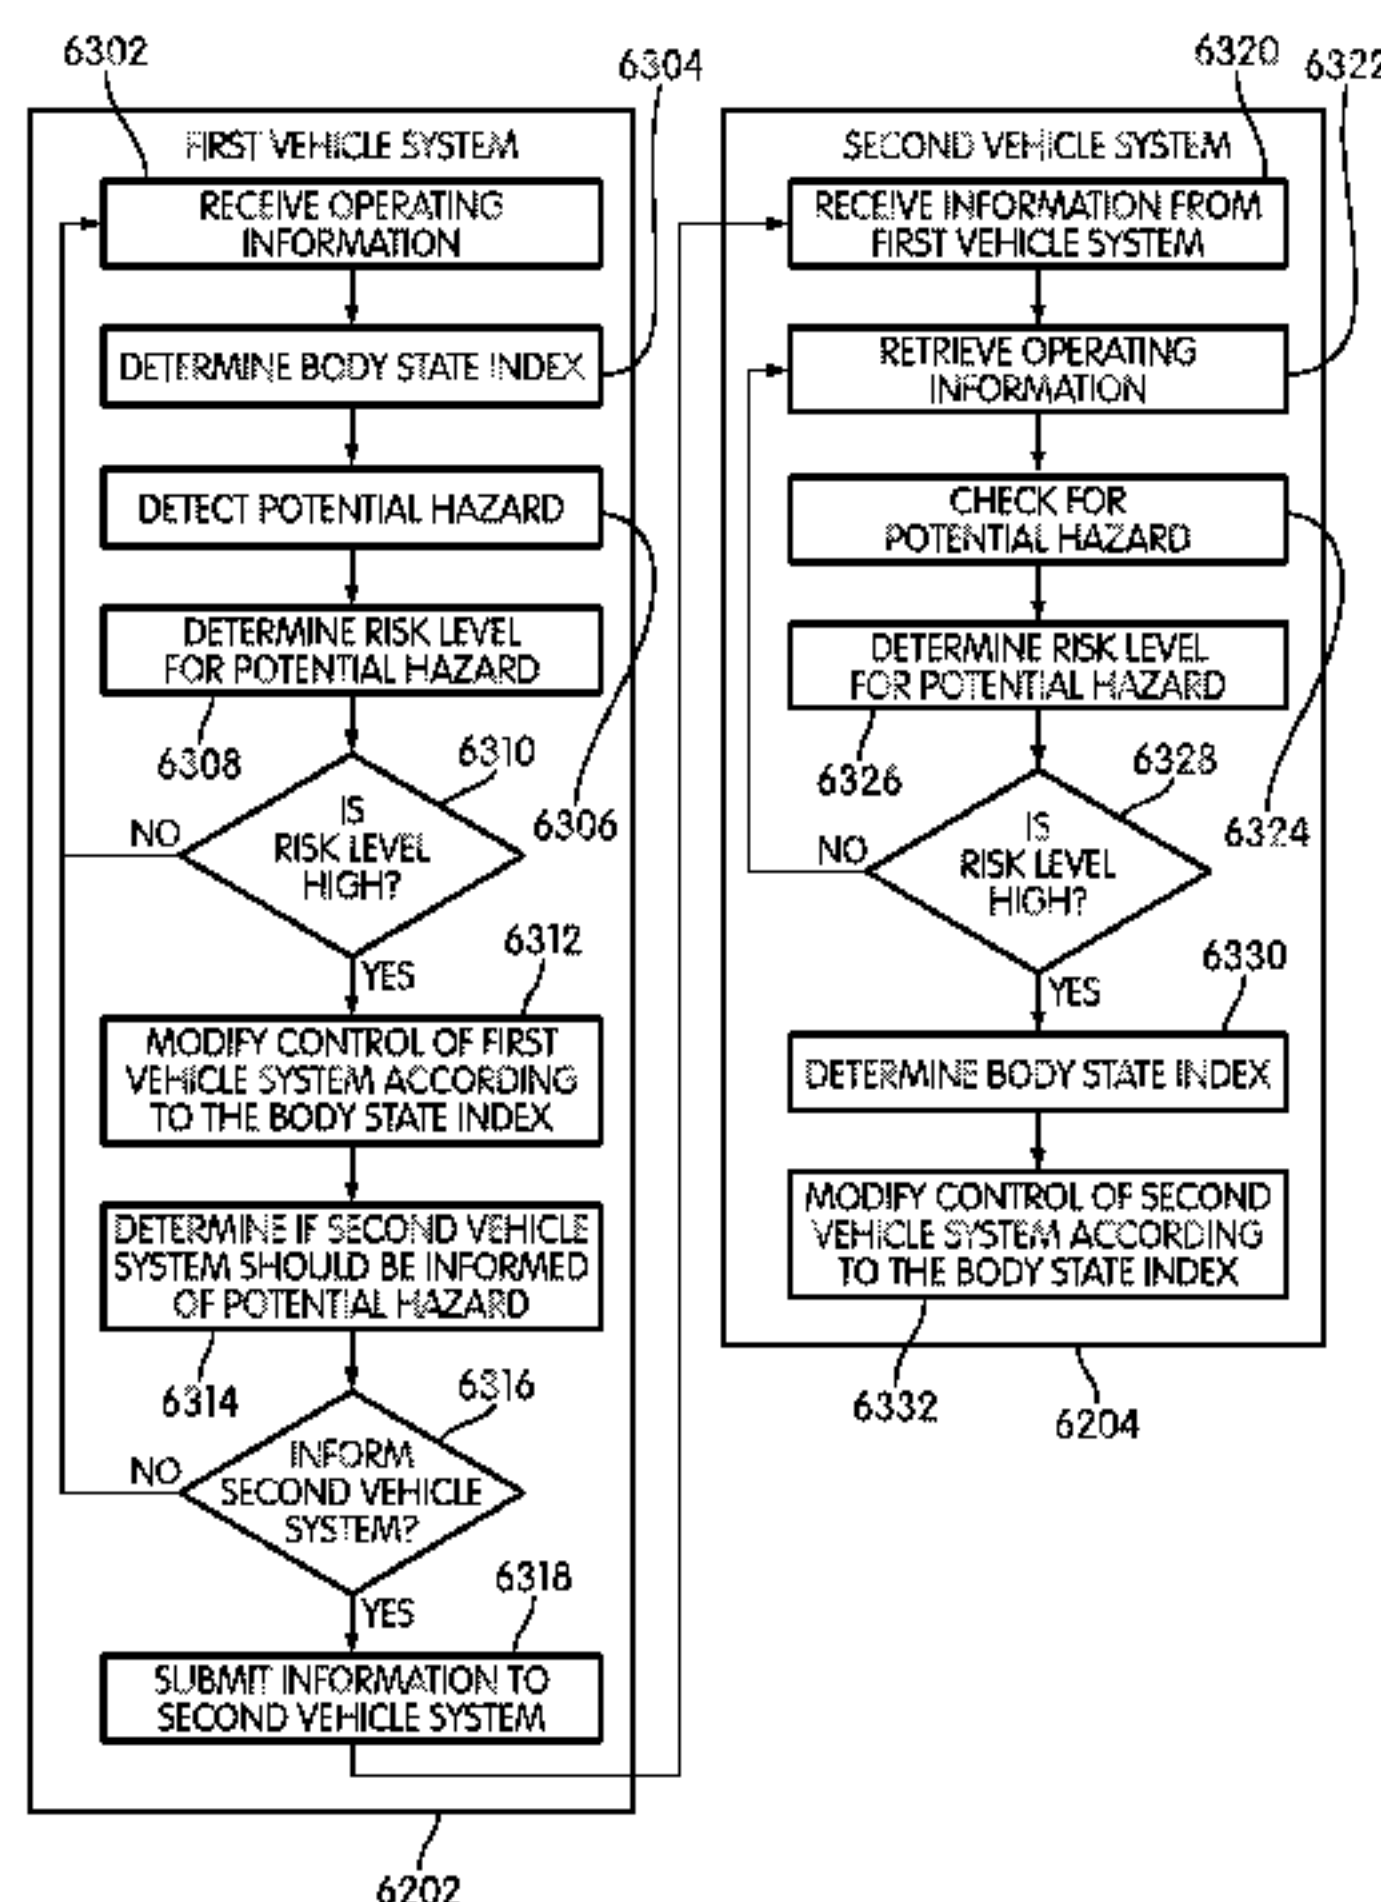 6302
6304
FIRST VEHICLE SYSTEM
RECEIVE OPERATING
INFORMATION
DETERMINE BODY STATE INDEX
DETECT POTENTIAL HAZARD
DETERMINE RISK LEVEL
FOR POTENTIAL HAZARD
6308
6310
6306
IS
RISK LEVEL
HIGH?
NO
YES
6312
MODIFY CONTROL OF FIRST
VEHICLE SYSTEM ACCORDING
TO THE BODY STATE INDEX
DETERMINE IF SECOND VEHICLE
SYSTEM SHOULD BE INFORMED
OF POTENTIAL HAZARD
6314
6316
INFORM
SECOND VEHICLE
SYSTEM?
NO
YES
6318
SUBMIT INFORMATION TO
SECOND VEHICLE SYSTEM
6202
6320
6322
SECOND VEHICLE SYSTEM
RECEIVE INFORMATION FROM
FIRST VEHICLE SYSTEM
RETRIEVE OPERATING
INFORMATION
CHECK FOR
POTENTIAL HAZARD
DETERMINE RISK LEVEL
FOR POTENTIAL HAZARD
6326
6328
6324
IS
RISK LEVEL
HIGH?
NO
YES
6330
DETERMINE BODY STATE INDEX
MODIFY CONTROL OF SECOND
VEHICLE SYSTEM ACCORDING
TO THE BODY STATE INDEX
6332
6204